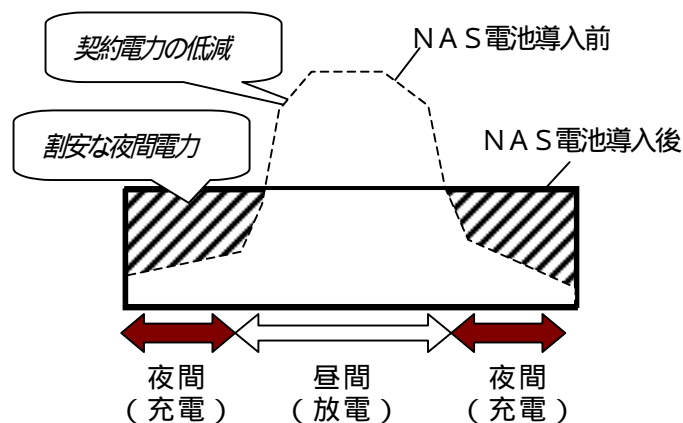 契約電力の低減
NAS電池導入前
割安な夜間電力
NAS電池導入後
夜間
(充電)
昼間
(放電)
夜間
(充電)